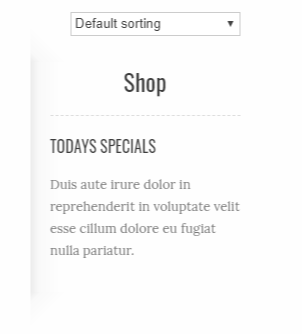 Default sorting
Shop
TODAYS SPECIALS
Duis aute irure dolor in
reprehenderit in voluptate velit
esse cillum dolore eu fugiat
nulla pariatur.